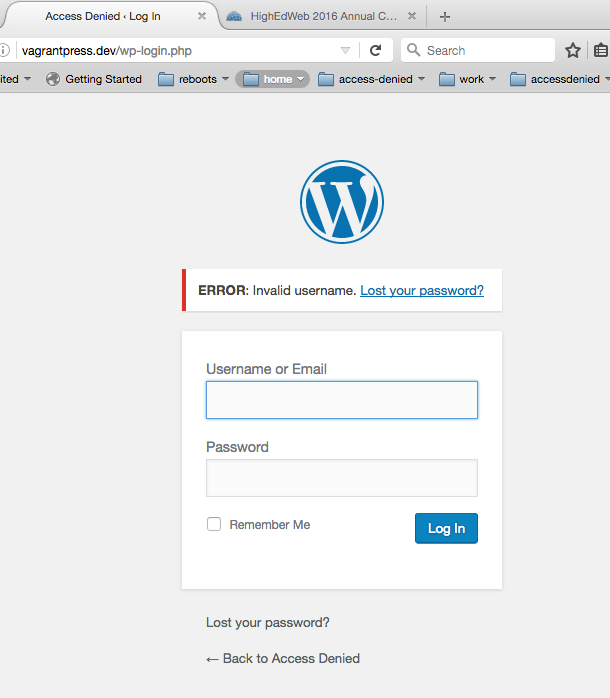 Access Denied ‹ Log In
HighEdWeb 2016 Annual C...
vagrantpress.dev/wp-login.php
Search
ited
Getting Started
reboots
home
access-denied
work
accessdenied
W
ERROR: Invalid username. Lost your password?
Username or Email
Password
Remember Me
Log In
Lost your password?
← Back to Access Denied